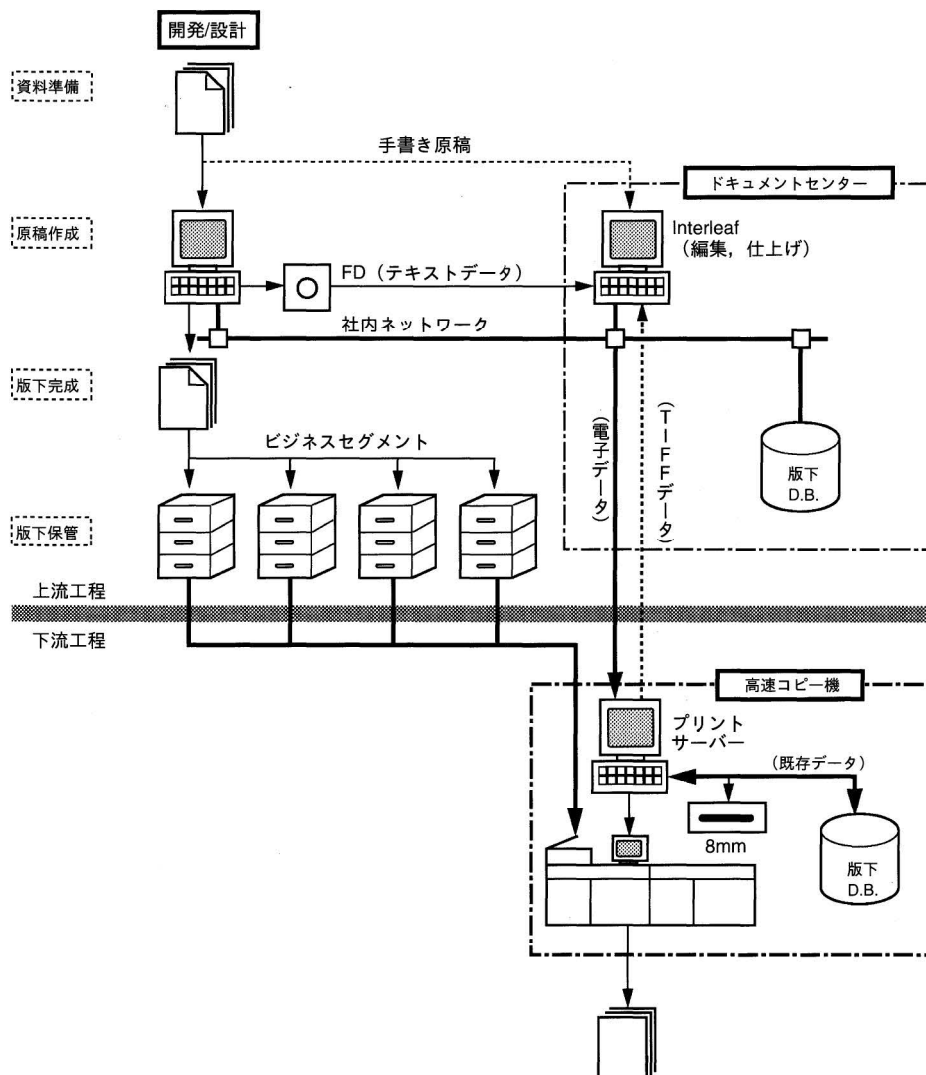 開発/設計
資料準備
手書き原稿
ドキュメントセンター
原稿作成
Interleaf
（編集，仕上げ）
FD（テキストデータ）
社内ネットワーク
版下完成
（電子データ）
（TIFFデータ）
ビジネスセグメント
版下
D.B.
版下保管
上流工程
下流工程
高速コピー機
プリント
サーバー
（既存データ）
8mm
版下
D.B.